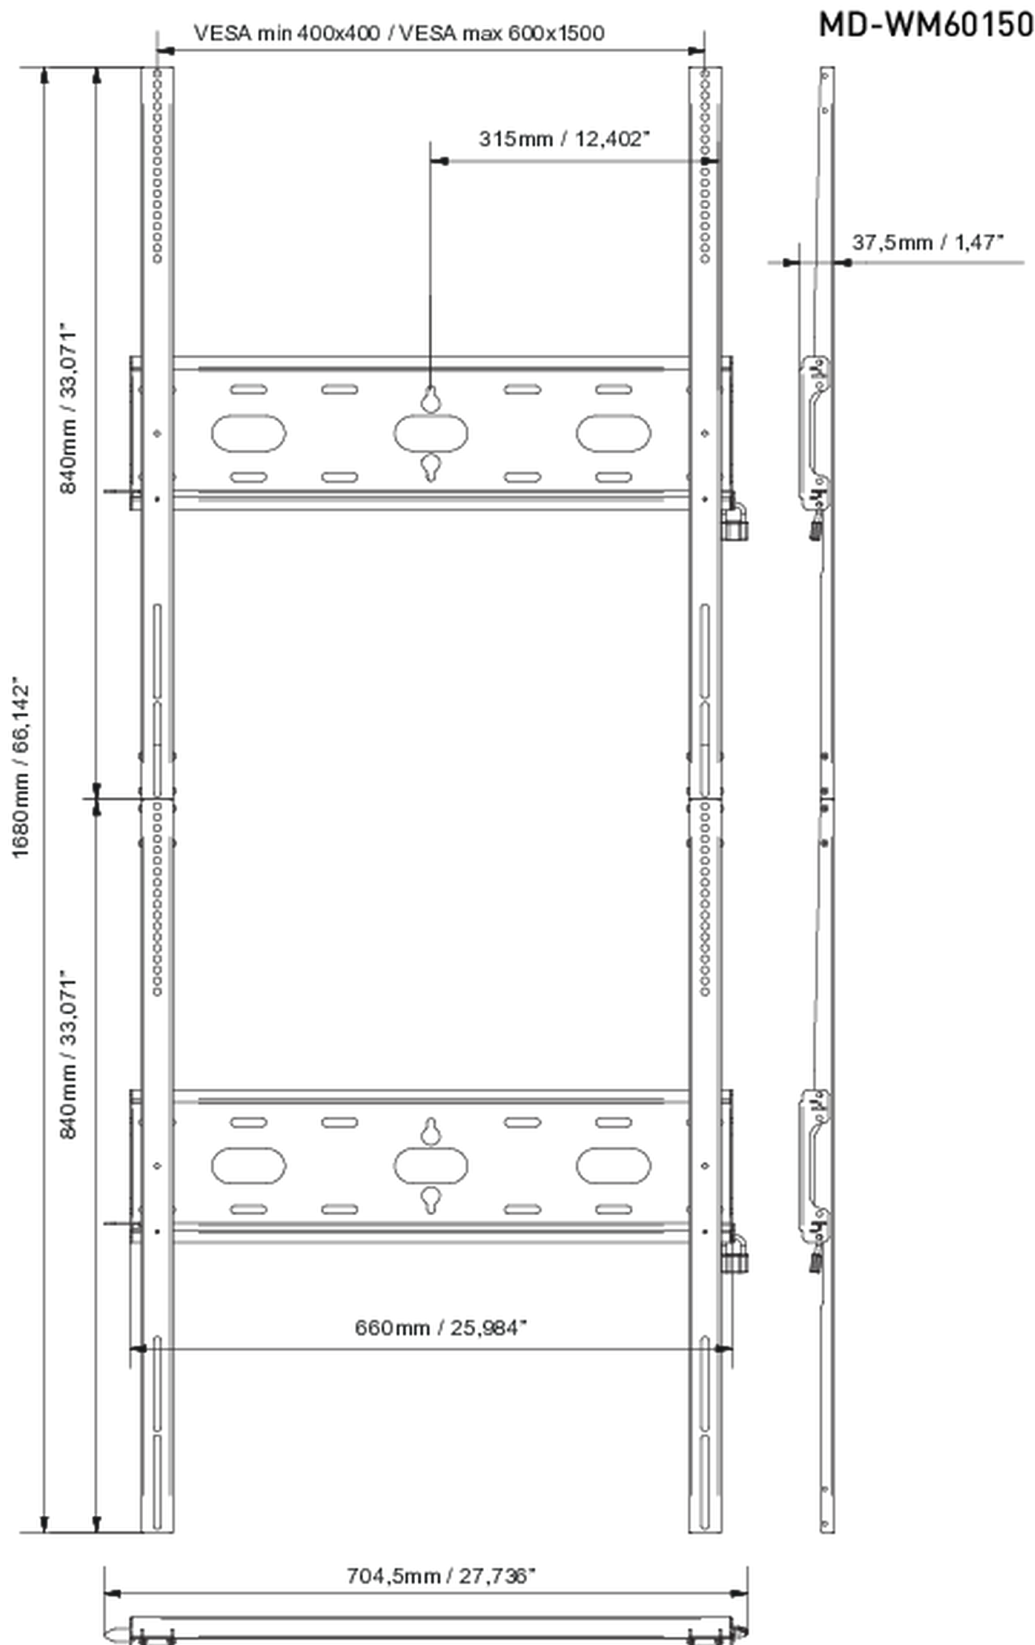 MD-WM60150
VESA min 400x400 / VESA max 600x1500
315mm / 12,402"
37,5mm / 1,47"
840mm / 33,071"
1680mm / 66,142"
840mm / 33,071"
660mm / 25,984"
704,5mm / 27,736"